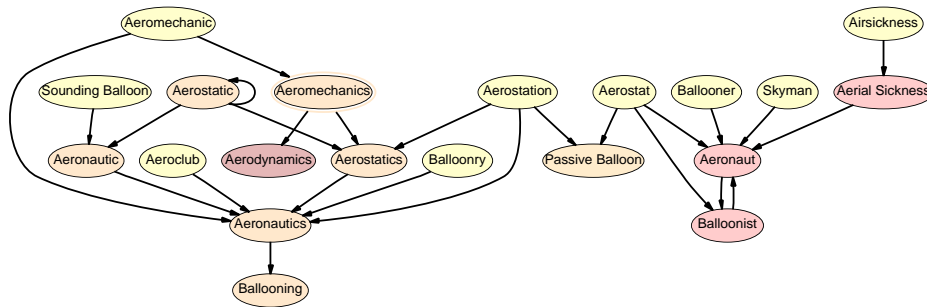 Aeromechanic
Airsickness
Sounding Balloon
Aerostatic
Aeromechanics
Aerostation
Aerostat
Ballooner
Skyman
Aerial Sickness
Aeronautic
Aeroclub
Aerodynamics
Aerostatics
Balloonry
Passive Balloon
Aeronaut
Aeronautics
Balloonist
Ballooning